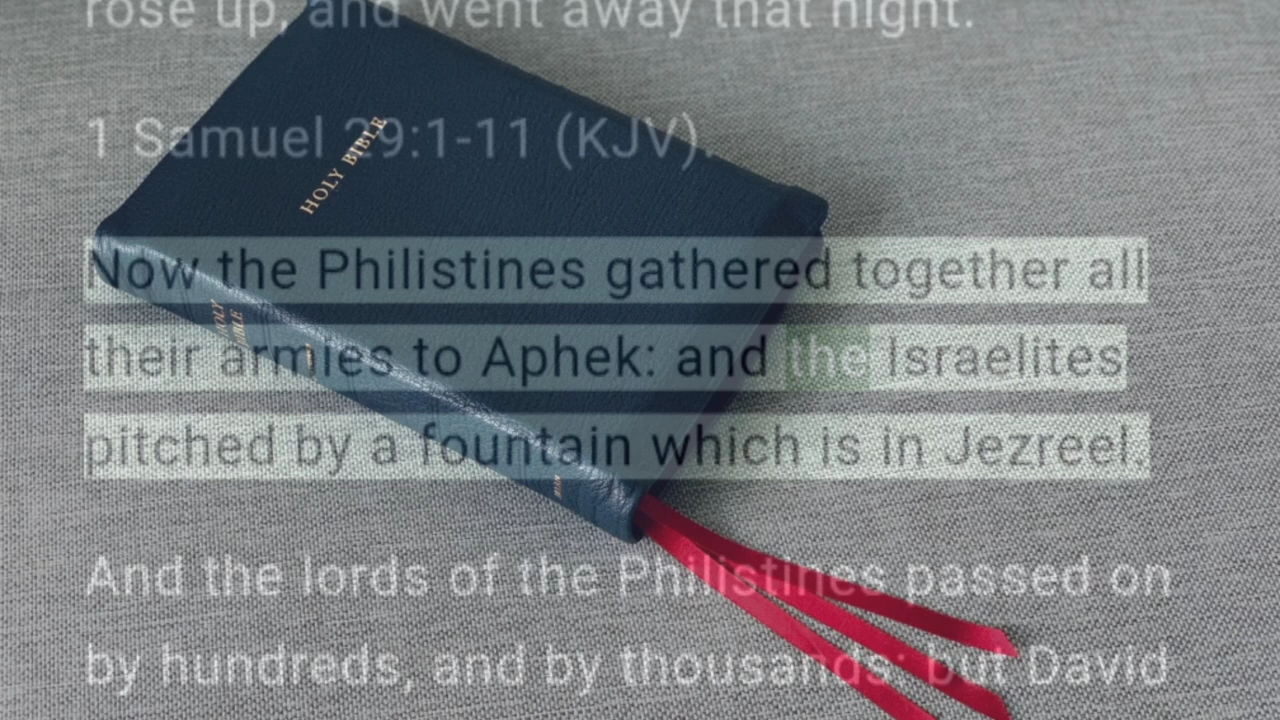 rose up, and went away that night.
1 Samuel 29:1-11 (KJV).
HOLY BIBLE
Now the Philistines gathered together all
their armies to Aphek: and the Israelites
HOLY
BIBLE
pitched by a fountain which is in Jezreel.
And the lords of the Philistines passed on
by hundreds, and by thousands: but David